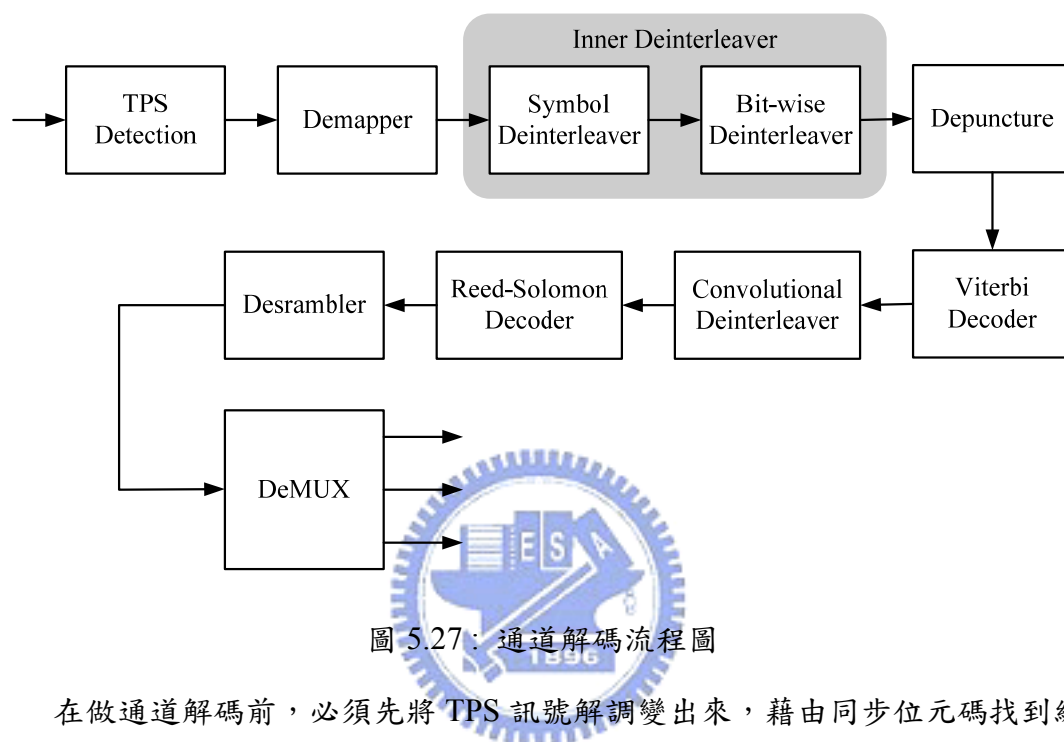 Inner Deinterleaver
TPS
Detection
Demapper
Symbol
Deinterleaver
Bit-wise
Deinterleaver
Depuncture
Desrambler
Reed-Solomon
Decoder
Convolutional
Deinterleaver
Viterbi
Decoder
DeMUX
E S A
1896
圖 5.27：通道解碼流程圖
在做通道解碼前，必須先將 TPS 訊號解調變出來，藉由同步位元碼找到